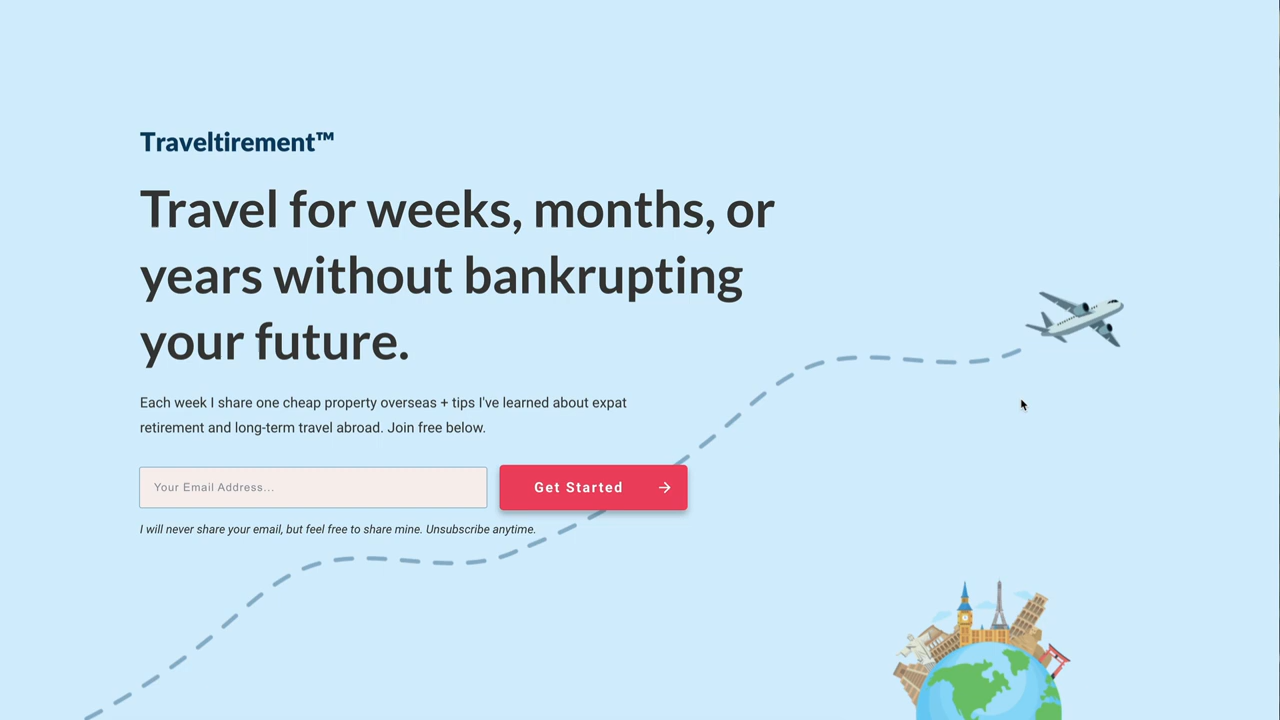 Traveltirement™
Travel for weeks, months, or
years without bankrupting
your future.
Each week I share one cheap property overseas + tips I've learned about expat
retirement and long-term travel abroad. Join free below.
Your Email Address...
Get Started
I will never share your email, but feel free to share mine. Unsubscribe anytime.